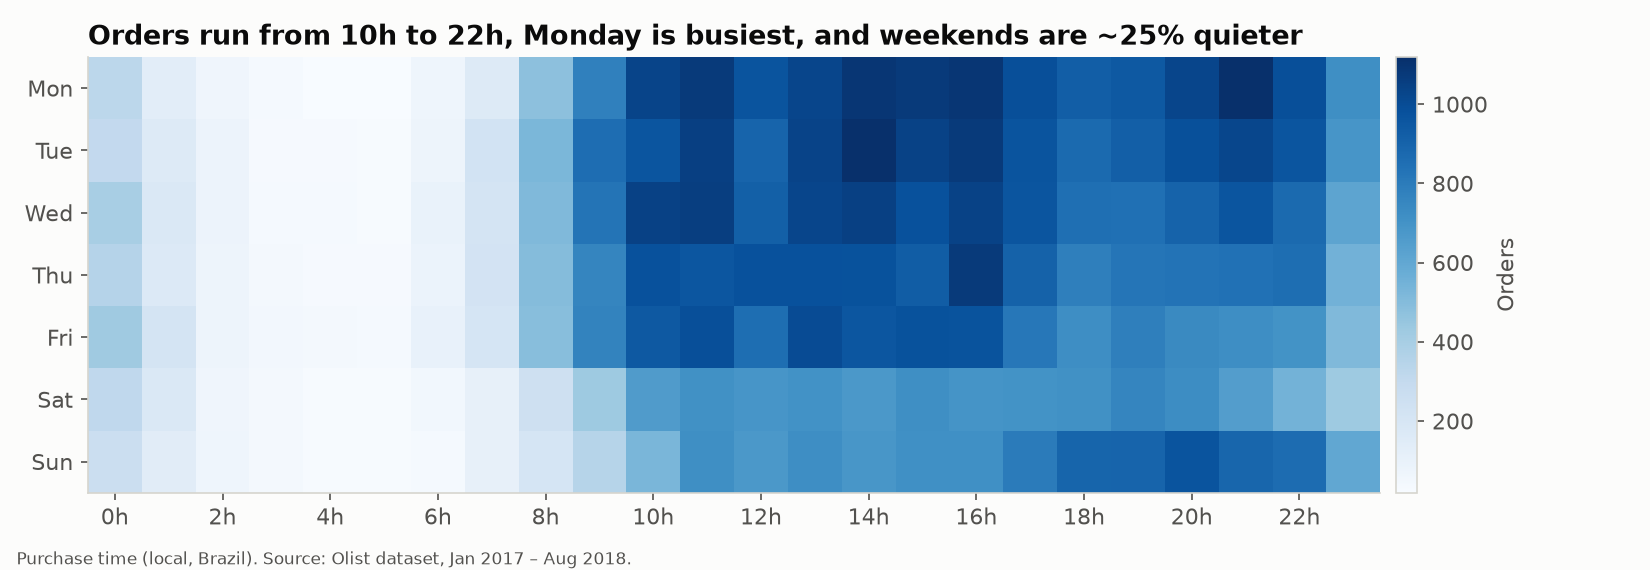 Orders run from 10h to 22h, Monday is busiest, and weekends are ~25% quieter
Mon
Tue
Wed
Thu
Fri
Sat
Sun
0h 2h 4h 6h 8h 10h 12h 14h 16h 18h 20h 22h
1000
800
600
400
200
Orders
Purchase time (local, Brazil). Source: Olist dataset, Jan 2017 – Aug 2018.